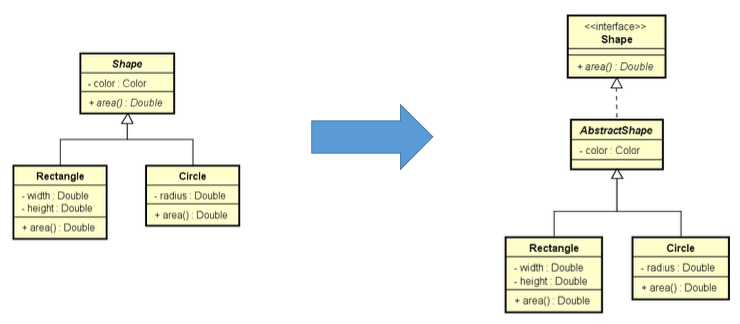 Shape
- color : Color
+ area() : Double
Rectangle
- width : Double
- height : Double
+ area() : Double
Circle
- radius : Double
+ area() : Double
<<interface>>
Shape
+ area() : Double
AbstractShape
- color : Color
Rectangle
- width : Double
- height : Double
+ area() : Double
Circle
- radius : Double
+ area() : Double